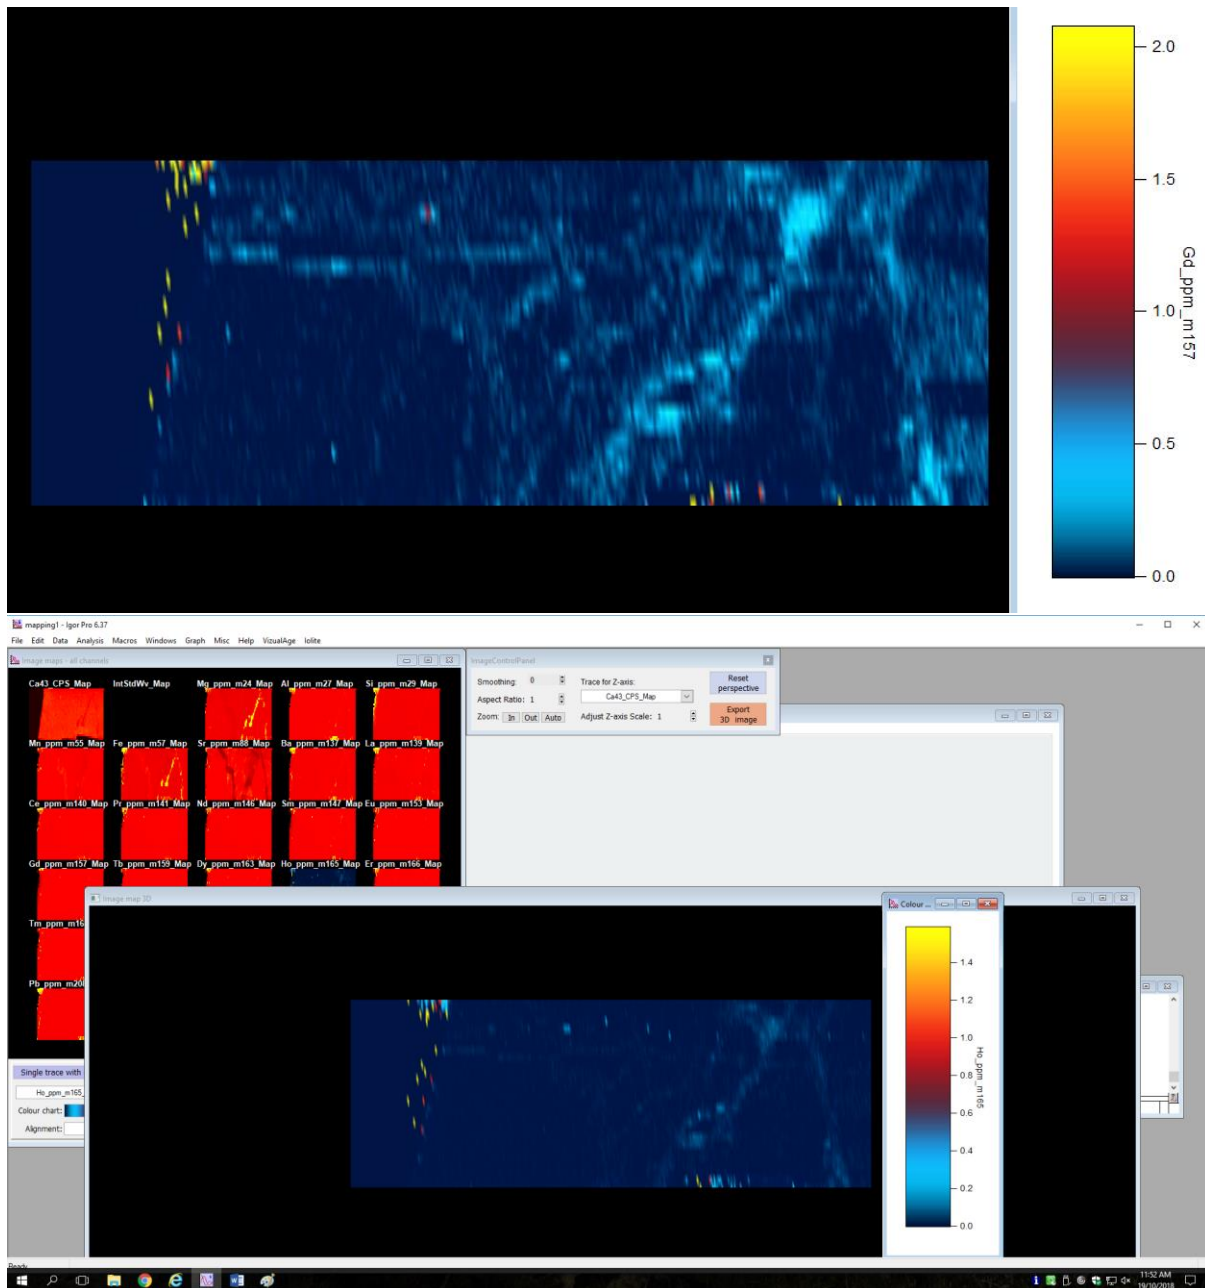 2.0
1.5
1.0
0.5
0.0
Gd_ppm_m157
mapping1 - Igor Pro 6.37
File Edit Data Analysis Macros Windows Graph Misc Help VizualAge Iolite
Image maps - all channels
Ca43_CPS_Map IntStdWv_Map Mg_ppm_m24_Map Al_ppm_m27_Map Si_ppm_m29_Map
Mn_ppm_m55_Map Fe_ppm_m57_Map Sr_ppm_m88_Map Ba_ppm_m137_Map La_ppm_m139_Map
Ce_ppm_m140_Map Pr_ppm_m141_Map Nd_ppm_m146_Map Sm_ppm_m147_Map Eu_ppm_m153_Map
Gd_ppm_m157_Map Tb_ppm_m159_Map Dy_ppm_m163_Map Ho_ppm_m165_Map Er_ppm_m166_Map
Tm_ppm_m16
Pb_ppm_m208
ImageControlPanel
Smoothing: 0 Trace for Z-axis: Reset perspective
Aspect Ratio: 1 Ca43_CPS_Map
Zoom: In Out Auto Adjust Z-axis Scale: 1 Export 3D image
Image map 3D
Colour ...
1.4
1.2
1.0
0.8
0.6
0.4
0.2
0.0
Ho_ppm_m165
Single trace with
Ho_ppm_m165_
Colour chart:
Alignment:
Ready
11:52 AM
19/10/2018